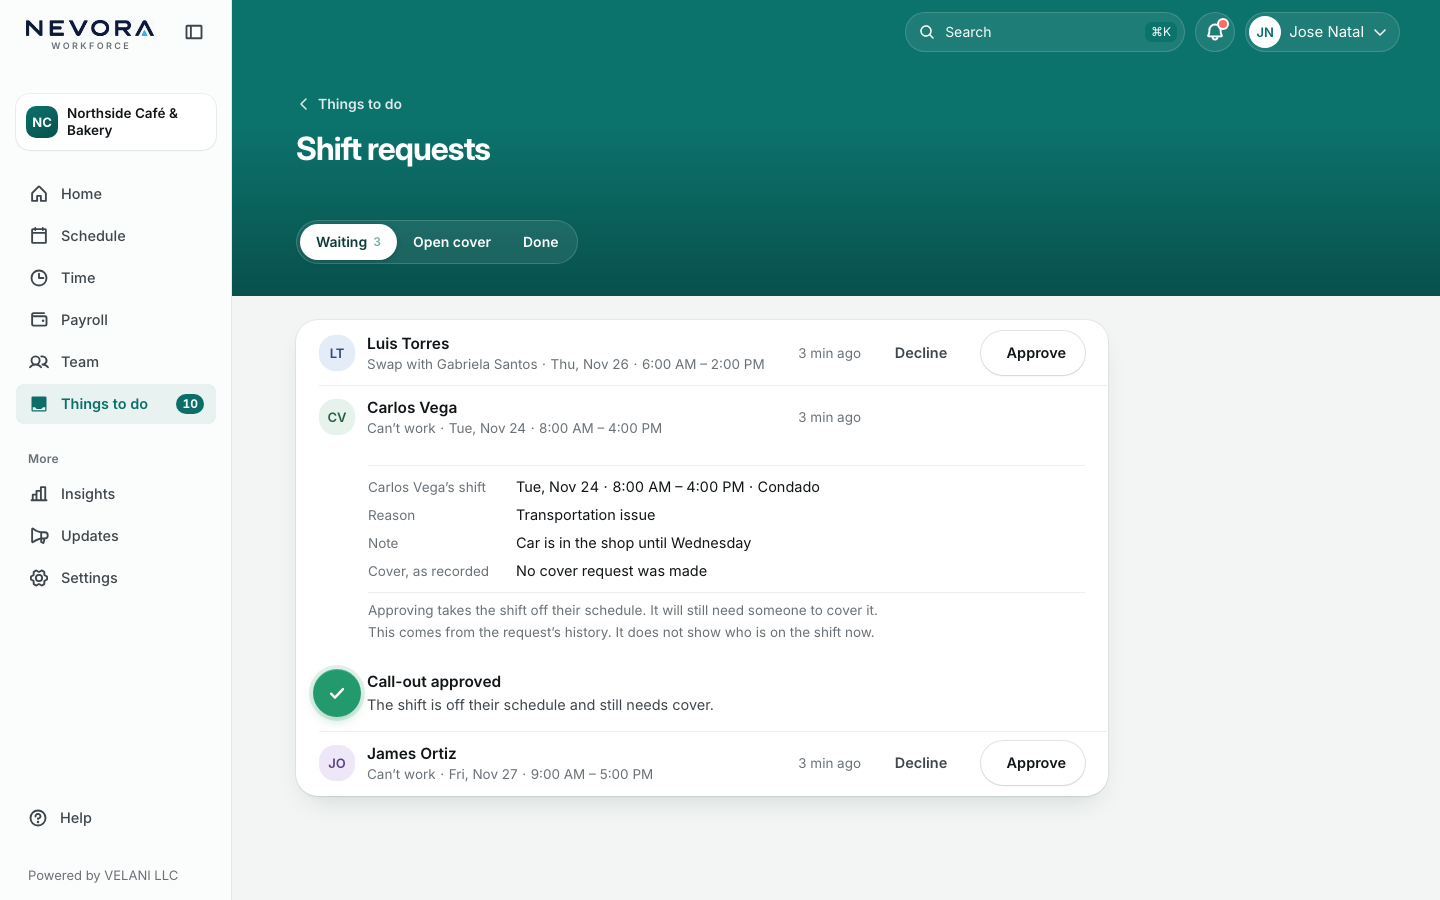 NEVORA
WORKFORCE
NC
Northside Café &
Bakery
Home
Schedule
Time
Payroll
Team
Things to do 10
More
Insights
Updates
Settings
Help
Powered by VELANI LLC
Search ⌘K
JN Jose Natal
Things to do
Shift requests
Waiting 3 Open cover Done
LT
Luis Torres
Swap with Gabriela Santos · Thu, Nov 26 · 6:00 AM – 2:00 PM
3 min ago Decline Approve
CV
Carlos Vega
Can’t work · Tue, Nov 24 · 8:00 AM – 4:00 PM
3 min ago
Carlos Vega’s shift Tue, Nov 24 · 8:00 AM – 4:00 PM · Condado
Reason Transportation issue
Note Car is in the shop until Wednesday
Cover, as recorded No cover request was made
Approving takes the shift off their schedule. It will still need someone to cover it.
This comes from the request’s history. It does not show who is on the shift now.
Call-out approved
The shift is off their schedule and still needs cover.
JO
James Ortiz
Can’t work · Fri, Nov 27 · 9:00 AM – 5:00 PM
3 min ago Decline Approve